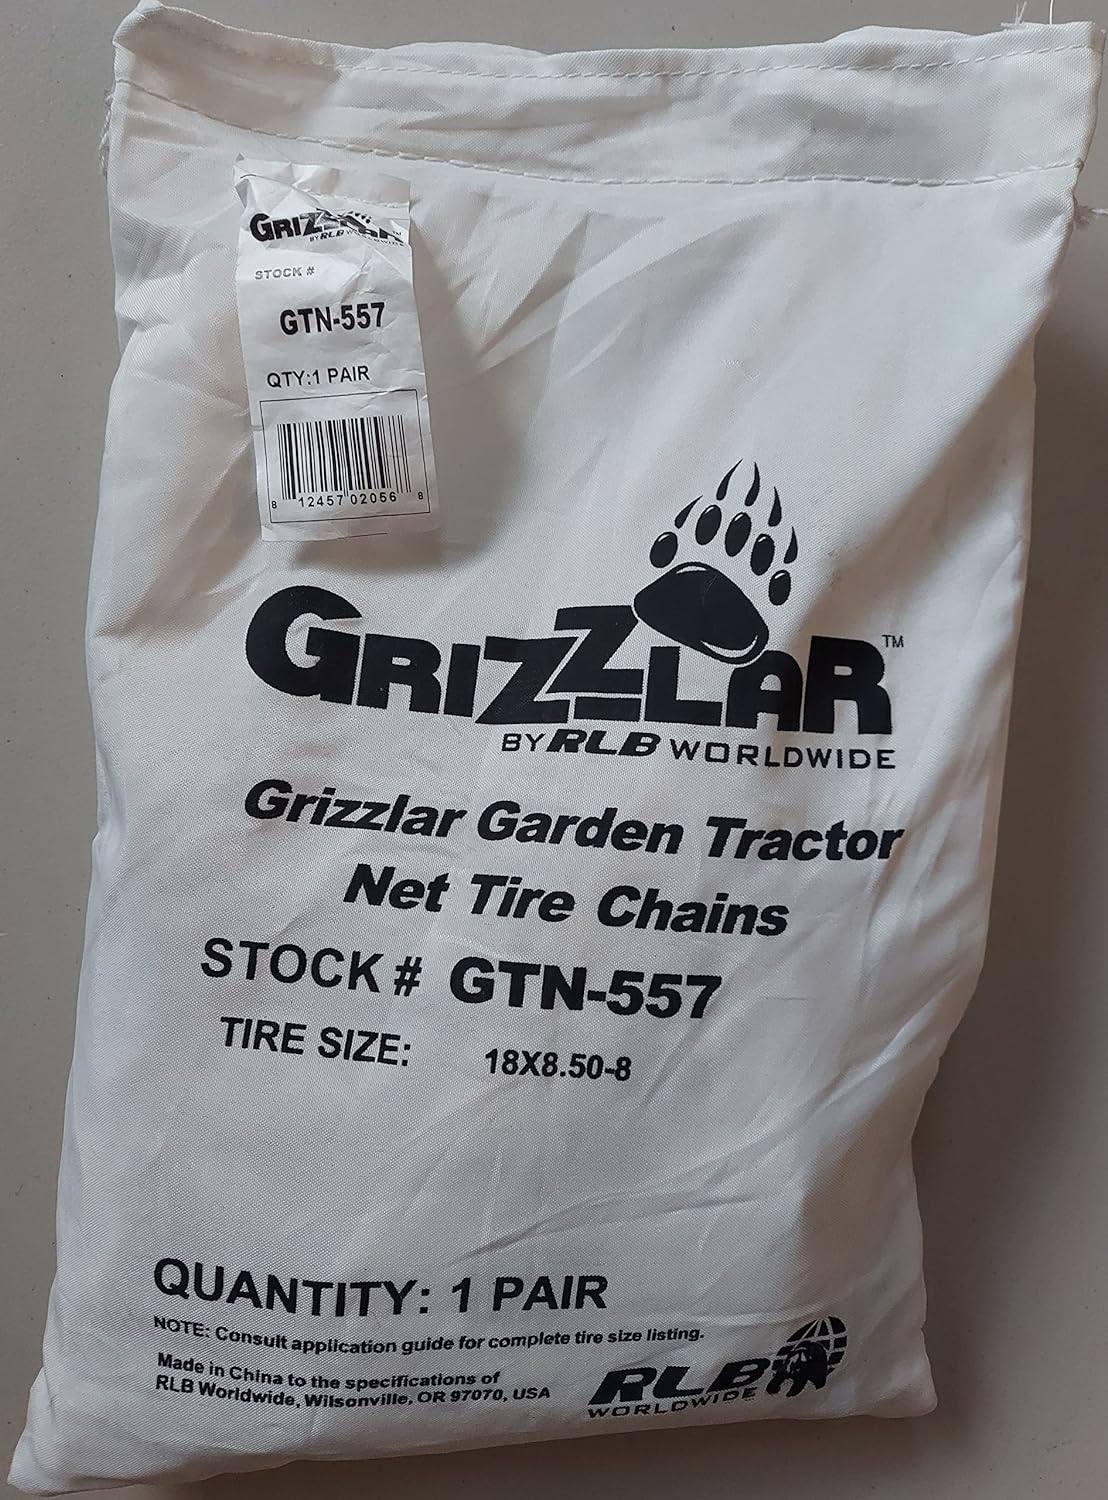 GRIZZLAR™
BY RLB WORLDWIDE
STOCK #
GTN-557
QTY:1 PAIR
8 12457 02056 8
GRIZZLAR™
BY RLB WORLDWIDE
Grizzlar Garden Tractor
Net Tire Chains
STOCK # GTN-557
TIRE SIZE: 18X8.50-8
QUANTITY: 1 PAIR
NOTE: Consult application guide for complete tire size listing.
Made in China to the specifications of
RLB Worldwide, Wilsonville, OR 97070, USA
RLB
WORLDWIDE